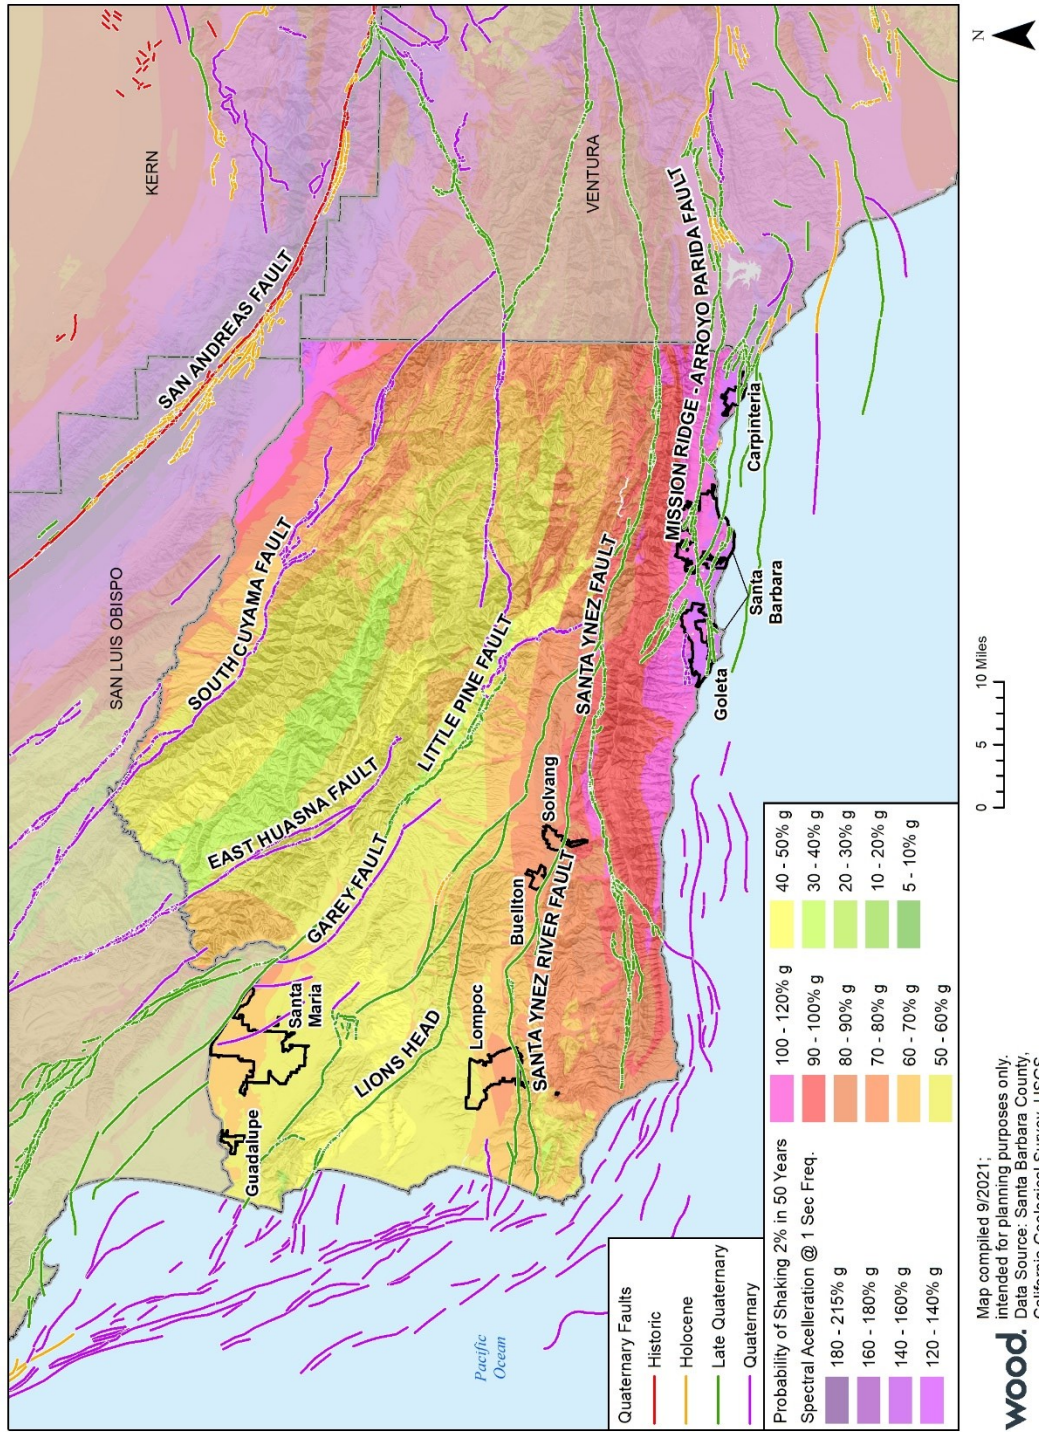 KERN
SAN ANDREAS FAULT
SAN LUIS OBISPO
VENTURA
SOUTH CUYAMA FAULT
EAST HUASNA FAULT
GAREY FAULT
LITTLE PINE FAULT
SANTA YNEZ FAULT
MISSION RIDGE - ARROYO PARIDA FAULT
LIONS HEAD
SANTA YNEZ RIVER FAULT
Santa
Maria
Guadalupe
Lompoc
Buellton
Solvang
Goleta
Santa
Barbara
Carpinteria
Pacific
Ocean
Quaternary Faults
Historic
Holocene
Late Quaternary
Quaternary
Probability of Shaking 2% in 50 Years
Spectral Acelleration @ 1 Sec Freq.
180 - 215% g
160 - 180% g
140 - 160% g
120 - 140% g
100 - 120% g
90 - 100% g
80 - 90% g
70 - 80% g
60 - 70% g
50 - 60% g
40 - 50% g
30 - 40% g
20 - 30% g
10 - 20% g
5 - 10% g
N
0 5 10 Miles
wood.
Map compiled 9/2021;
intended for planning purposes only.
Data Source: Santa Barbara County,
California Geological Survey, USGS